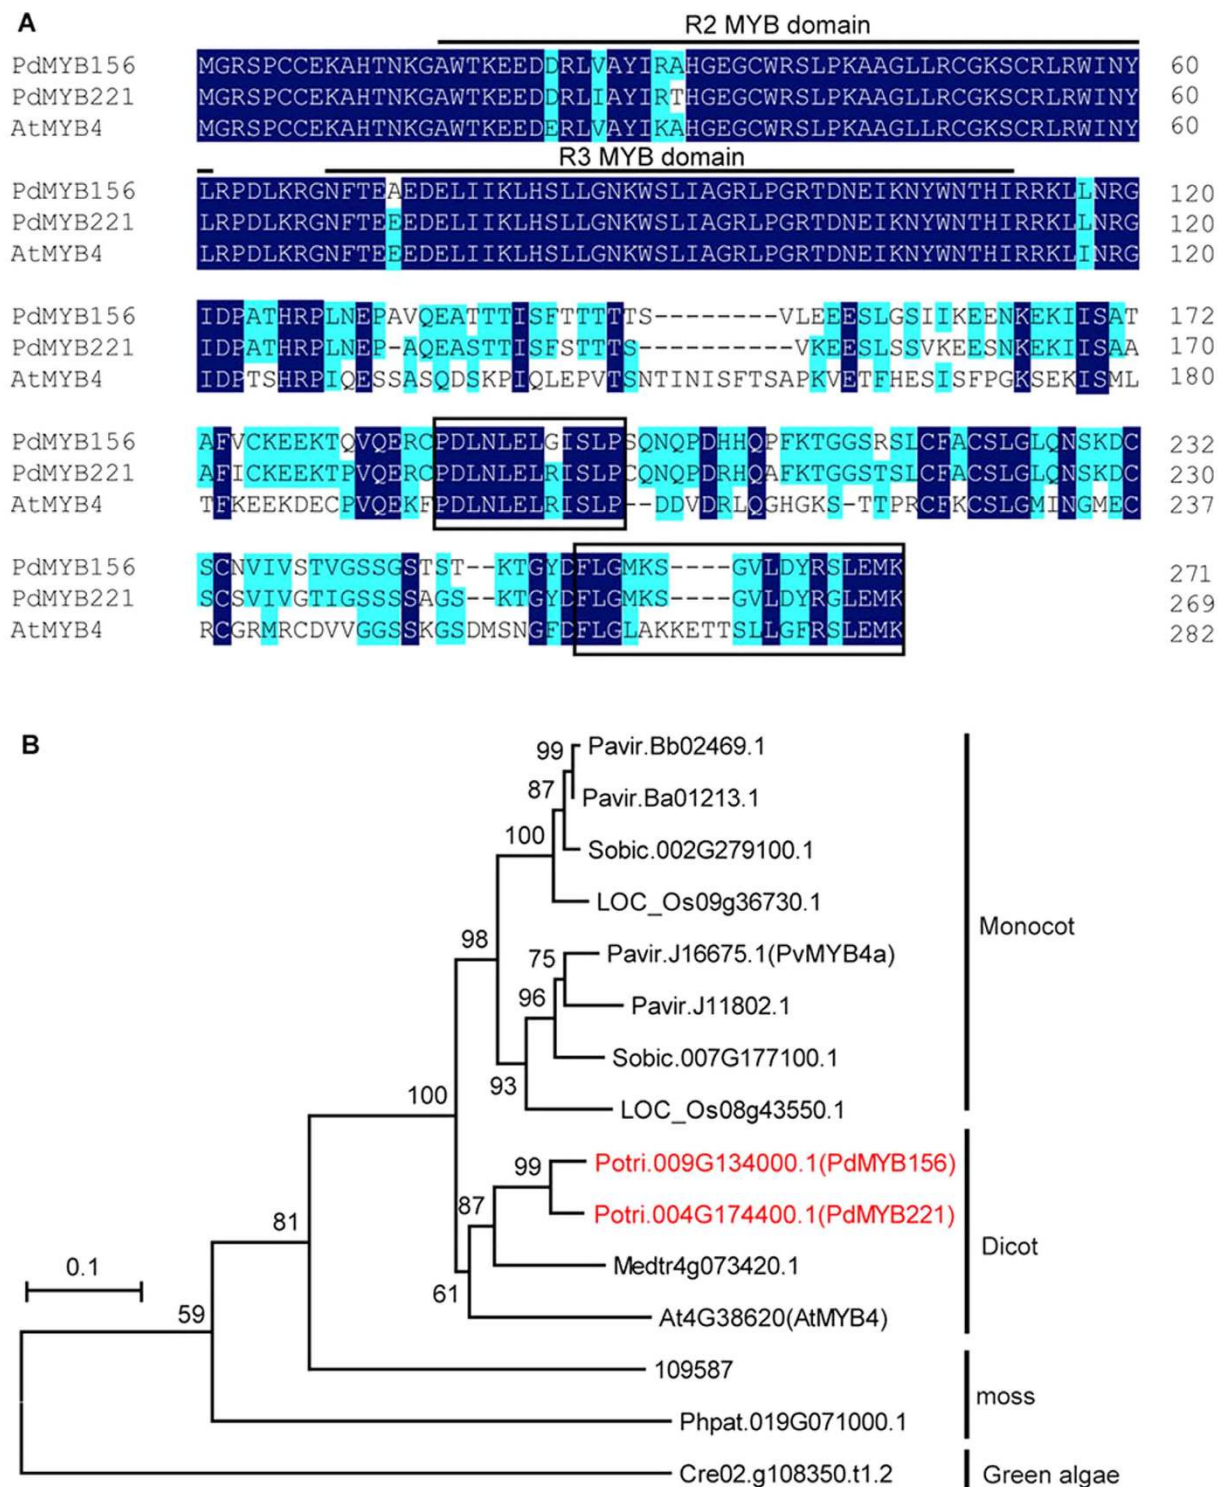 A
R2 MYB domain
PdMYB156 MGRSPCCEKAHTNKGAWTKEEDDRLVAYIRAHGEGCWRSLPKAAGLLRCGKSCRLRWINY 60
PdMYB221 MGRSPCCEKAHTNKGAWTKEEDDRLIAYIRTHGEGCWRSLPKAAGLLRCGKSCRLRWINY 60
AtMYB4 MGRSPCCEKAHTNKGAWTKEEDERLVAYIKAHGEGCWRSLPKAAGLLRCGKSCRLRWINY 60
R3 MYB domain
PdMYB156 LRPDLKRGNFTEAEDELIIKLHSLLGNKWSLIAGRLPGRTDNEIKNYWNTHIRRKLLNRG 120
PdMYB221 LRPDLKRGNFTEEEDELIIKLHSLLGNKWSLIAGRLPGRTDNEIKNYWNTHIRRKLLNRG 120
AtMYB4 LRPDLKRGNFTEEEDELIIKLHSLLGNKWSLIAGRLPGRTDNEIKNYWNTHIRRKLINRG 120
PdMYB156 IDPATHRPLNEPAVQEATTTISFTTTTTS--------VLEEESLGSIIKEENKEKIISAT 172
PdMYB221 IDPATHRPLNEP-AQEASTTISFSTTTS----------VKEESLSSVKEESNKEKIISAA 170
AtMYB4 IDPTSHRPIQESSASQDSKPIQLEPVTSNTINISFTSAPKVETFHESISFPGKSEKISML 180
PdMYB156 AFVCKEEKTQVQERCPDLNLELGISLPSQNQPDHHQPFKTGGSRSLCFACSLGLQNSKDC 232
PdMYB221 AFICKEEKTPVQERCPDLNLELRISLPCQNQPDRHQAFKTGGSTSLCFACSLGLQNSKDC 230
AtMYB4 TFKEEKDECPVQEKFPDLNLELRISLP--DDVDRLQGHGKS-TTPRCFKCSLGMINGMEC 237
PdMYB156 SCNVIVSTVGSSGSTST--KTGYDFLGMKS----GVLDYRSLEMK 271
PdMYB221 SCSVIVGTIGSSSSSAGS--KTGYDFLGMKS----GVLDYRGLEMK 269
AtMYB4 RCGRMRCDVVGGSSKGSDMSNGFDFLGLAKKETTSLLGFRSLEMK 282
B
99 Pavir.Bb02469.1
87
Pavir.Ba01213.1
100 Sobic.002G279100.1
LOC_Os09g36730.1
Monocot
98
75 Pavir.J16675.1(PvMYB4a)
96 Pavir.J11802.1
Sobic.007G177100.1
93
100 LOC_Os08g43550.1
99 Potri.009G134000.1(PdMYB156)
87 Potri.004G174400.1(PdMYB221)
81
Dicot
0.1 Medtr4g073420.1
61
59 At4G38620(AtMYB4)
109587
moss
Phpat.019G071000.1
Cre02.g108350.t1.2 Green algae